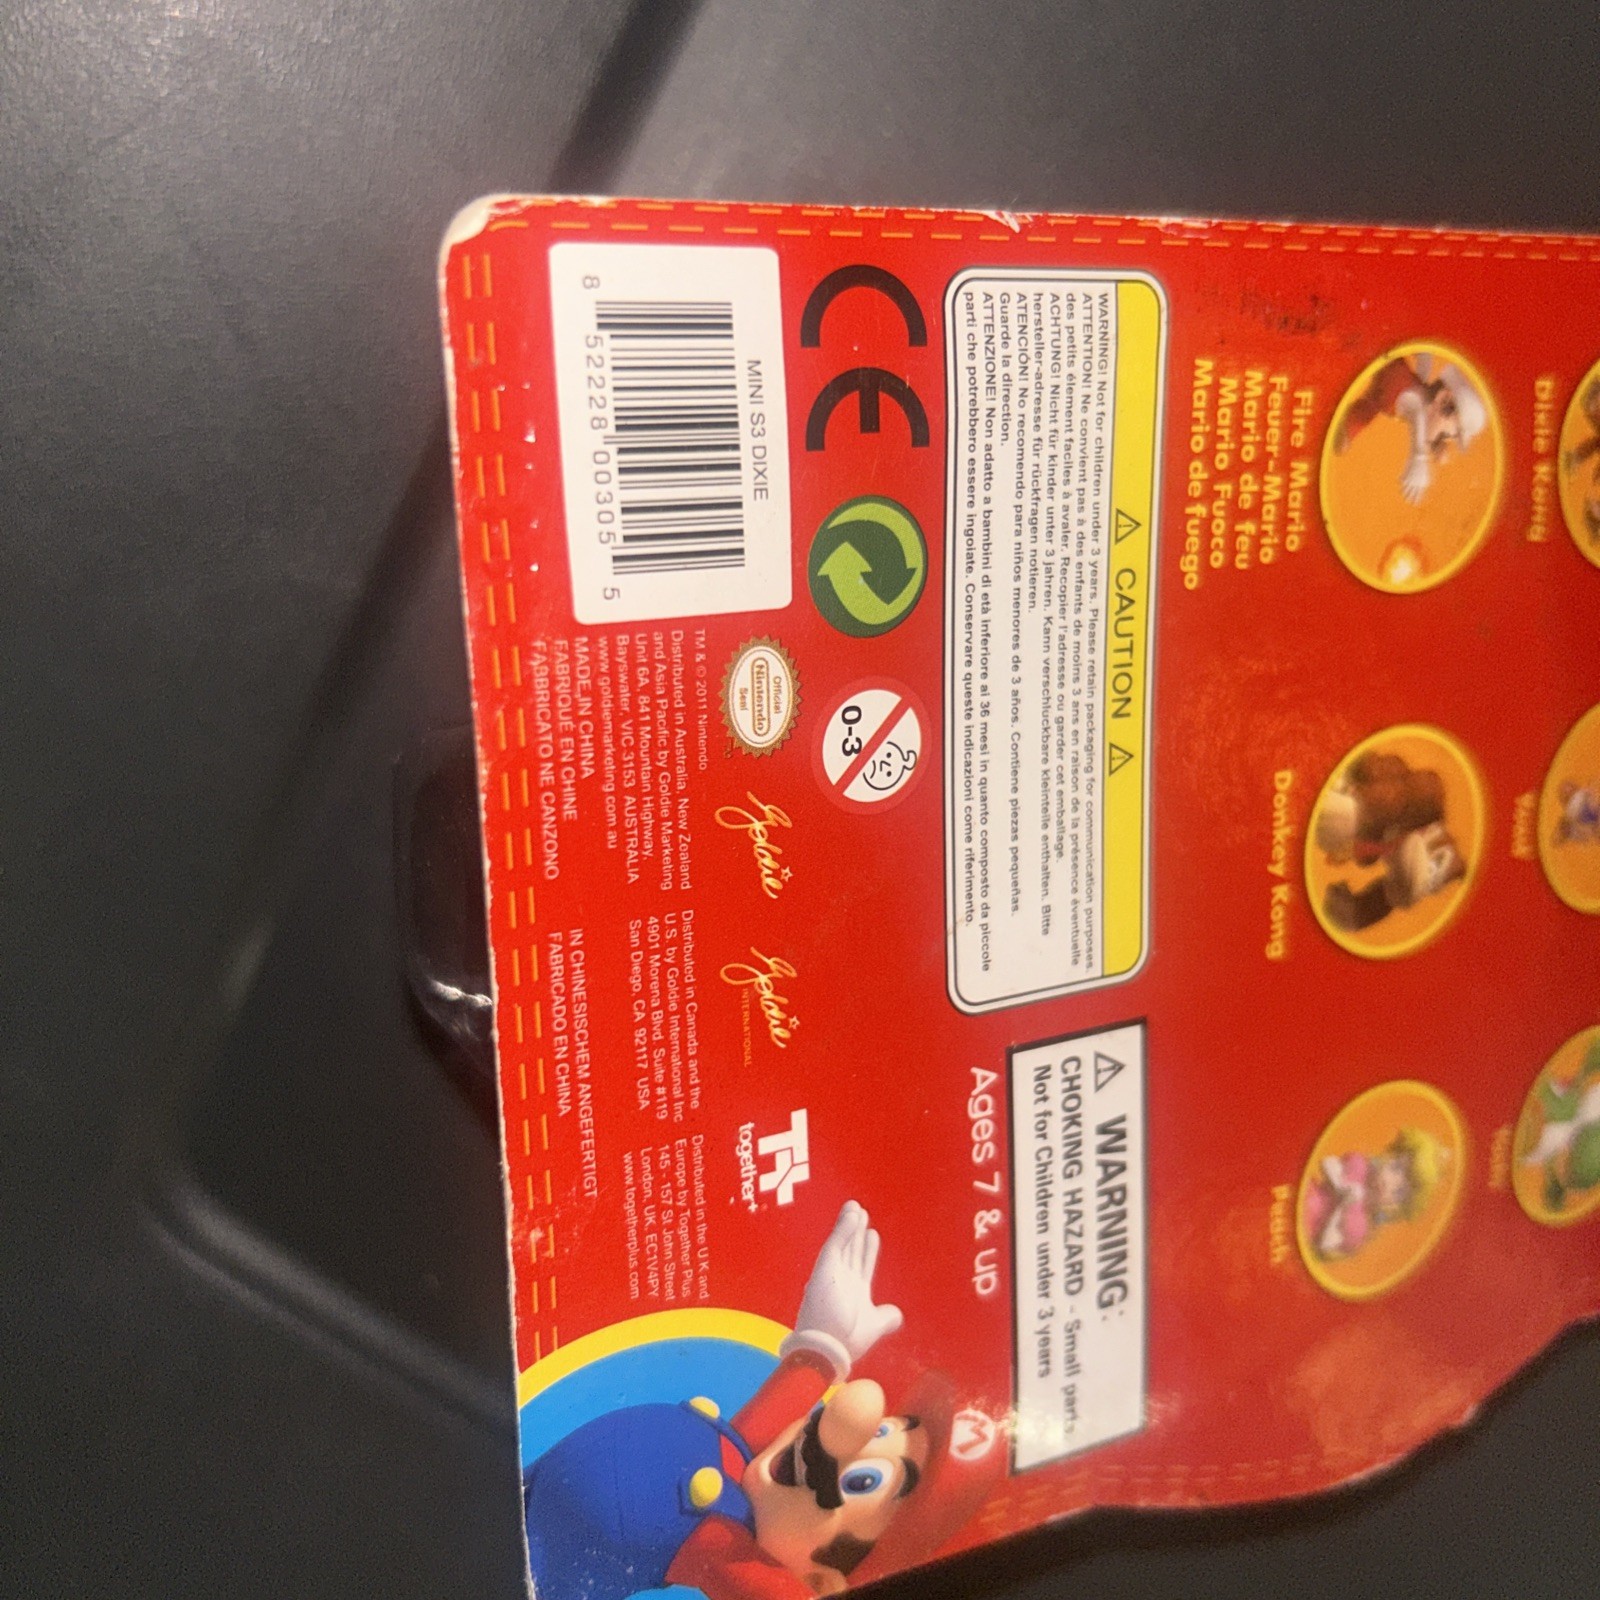 Dixie Kong
Yoshi
Fire Mario
Feuer-Mario
Mario de feu
Mario Fuoco
Mario de fuego
Donkey Kong
Peach
⚠ CAUTION ⚠
WARNING! Not for children under 3 years. Please retain packaging for communication purposes.
ATTENTION! Ne convient pas à des enfants de moins 3 ans en raison de la présence éventuelle
des petits élement faciles à avaler. Recopier l'adresse ou garder cet emballage.
ACHTUNG! Nicht für kinder unter 3 jahren. Kann verschluckbare kleinteile enthalten. Bitte
hersteller-adresse für rückfragen notieren.
ATENCIÓN! No recomendo para niños menores de 3 años. Contiene piezas pequeñas.
Guarde la direction.
ATTENZIONE! Non adatto a bambini di età inferiore ai 36 mesi in quanto composto da piccole
parti che potrebbero essere ingoiate. Conservare queste indicazioni come riferimento.
⚠ WARNING:
CHOKING HAZARD - Small parts
Not for Children under 3 years
Ages 7 & up
CE
0-3
M
MINI S3 DIXIE
8 52228 00305 5
Official
Nintendo
Seal
Goldie
Goldie
INTERNATIONAL
together+
TM & © 2011 Nintendo.
Distributed in Australia, New Zealand
and Asia Pacific by Goldie Marketing
Unit 6A, 841 Mountain Highway,
Bayswater, VIC 3153 AUSTRALIA
www.goldiemarketing.com.au
Distributed in Canada and the
U.S. by Goldie International Inc
4901 Morena Blvd. Suite #119
San Diego, CA 92117 USA
Distributed in the U.K and
Europe by Together Plus
145 - 157 St John Street
London, UK, EC1V4PY
www.togetherplus.com
MADE IN CHINA
FABRIQUÉ EN CHINE
FABRICATO NE CANZONO
IN CHINESISCHEM ANGEFERTIGT
FABRICADO EN CHINA